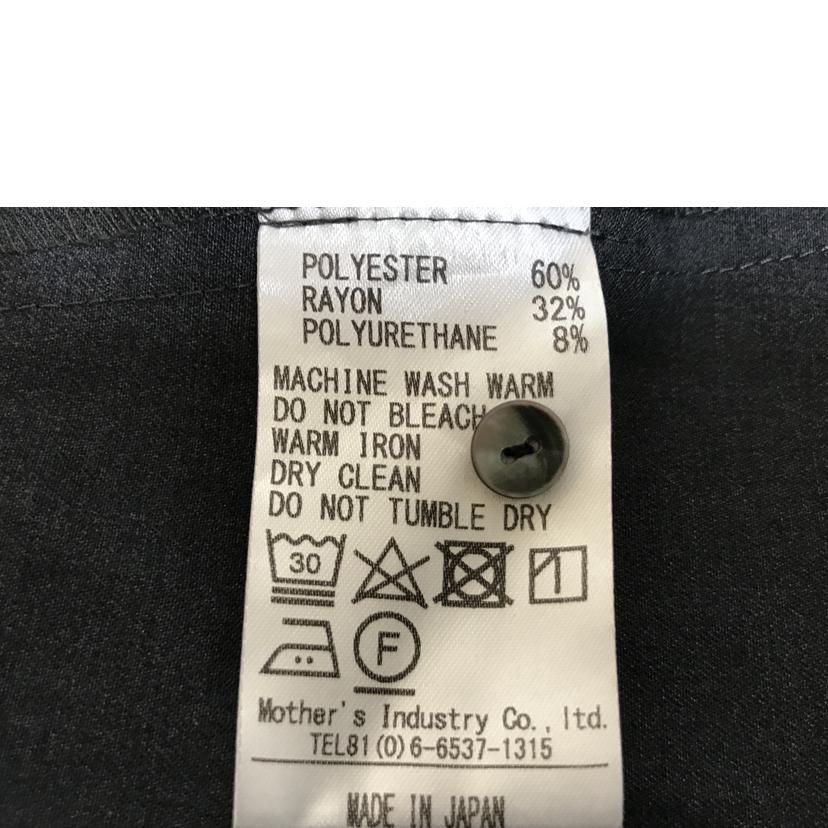 POLYESTER 60%
RAYON 32%
POLYURETHANE 8%
MACHINE WASH WARM
DO NOT BLEACH
WARM IRON
DRY CLEAN
DO NOT TUMBLE DRY
30
F
Mother's Industry Co., ltd.
TEL81(0)6-6537-1315
MADE IN JAPAN